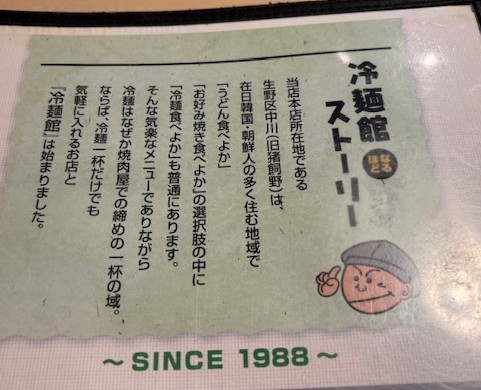 冷麺館
ストーリー
なるほど
当店本店所在地である
生野区中川(旧猪飼野)は、
在日韓国・朝鮮人の多く住む地域で
「うどん食べよか」
「お好み焼き食べよか」の選択肢の中に
「冷麺食べよか」も普通にあります。
そんな気楽なメニューでありながら
冷麺はなぜか焼肉屋での締めの一杯の域。
ならば、冷麺一杯だけでも
気軽に入れるお店と
『冷麺館』は始まりました。
~ SINCE 1988 ~